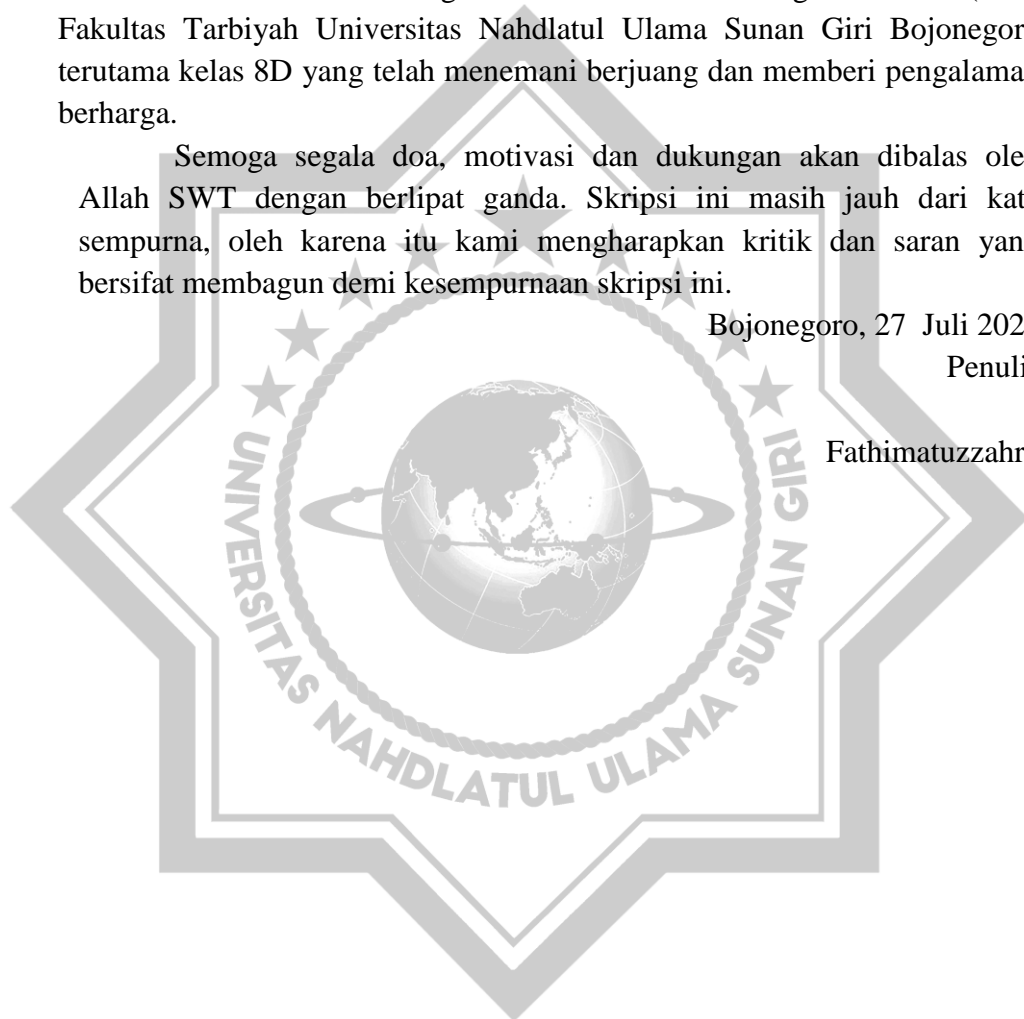 Fakultas Tarbiyah Universitas Nahdlatul Ulama Sunan Giri Bojonegor
terutama kelas 8D yang telah menemani berjuang dan memberi pengalama
berharga.
Semoga segala doa, motivasi dan dukungan akan dibalas ole
Allah SWT dengan berlipat ganda. Skripsi ini masih jauh dari kat
sempurna, oleh karena itu kami mengharapkan kritik dan saran yan
bersifat membagun demi kesempurnaan skripsi ini.
Bojonegoro, 27 Juli 202
Penuli
Fathimatuzzahr
UNIVERSITAS NAHDLATUL ULAMA SUNAN GIRI